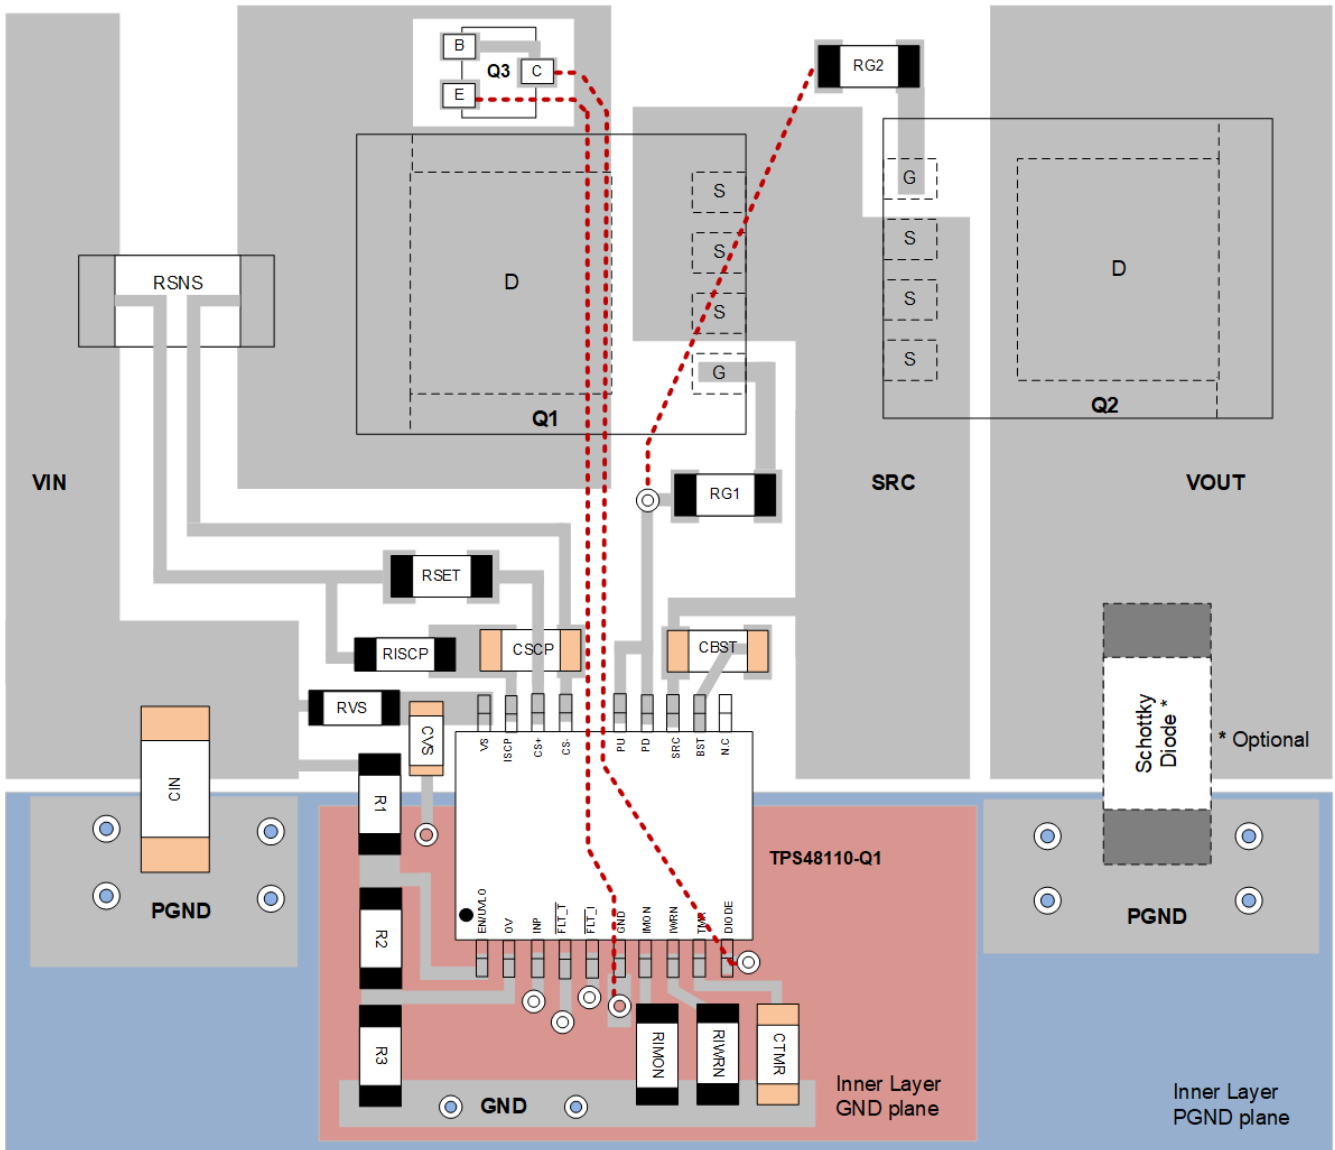 B
Q3
C
E
RG2
G
S
S
S
S
S
S
D
D
G
RSNS
Q1
Q2
VIN
RG1
SRC
VOUT
RSET
RISCP
CSCP
CBST
RVS
CVS
VS
ISCP
CS+
CS-
PU
PD
SRC
BST
N.C
Schottky
Diode *
* Optional
CIN
R1
TPS48110-Q1
PGND
PGND
EN/UVLO
OV
INP
FLT_T
FLT_I
GND
IMON
IWRN
TMR
DIODE
R2
R3
RIMON
RIWRN
CTMR
GND
Inner Layer
GND plane
Inner Layer
PGND plane